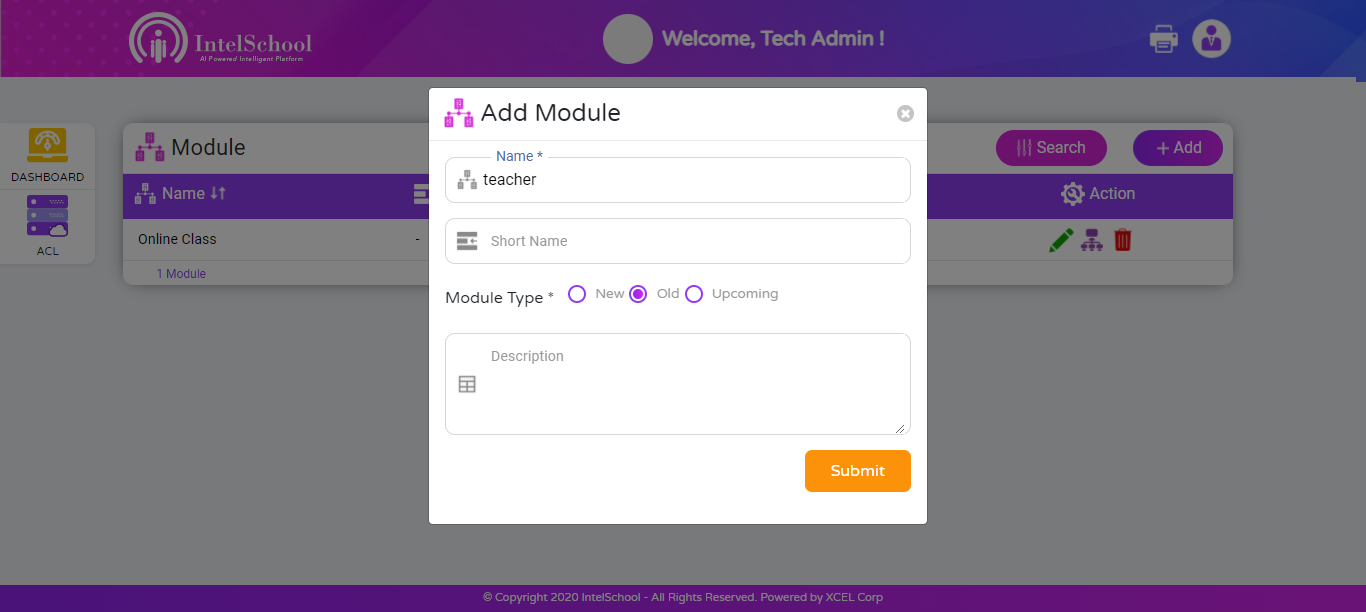 IntelSchool
AI Powered Intelligent Platform
Welcome, Tech Admin !
DASHBOARD
ACL
Module
Search
+ Add
Name
Action
Online Class
-
1 Module
Add Module
Name *
teacher
Short Name
Module Type *
New
Old
Upcoming
Description
Submit
© Copyright 2020 IntelSchool - All Rights Reserved. Powered by XCEL Corp